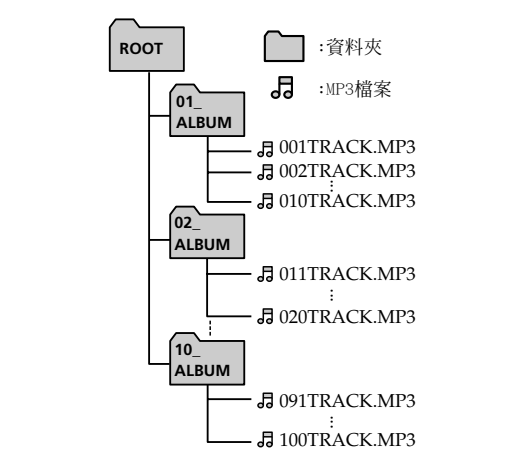 ROOT
:資料夾
:MP3檔案
01_
ALBUM
001TRACK.MP3
002TRACK.MP3
010TRACK.MP3
02_
ALBUM
011TRACK.MP3
020TRACK.MP3
10_
ALBUM
091TRACK.MP3
100TRACK.MP3